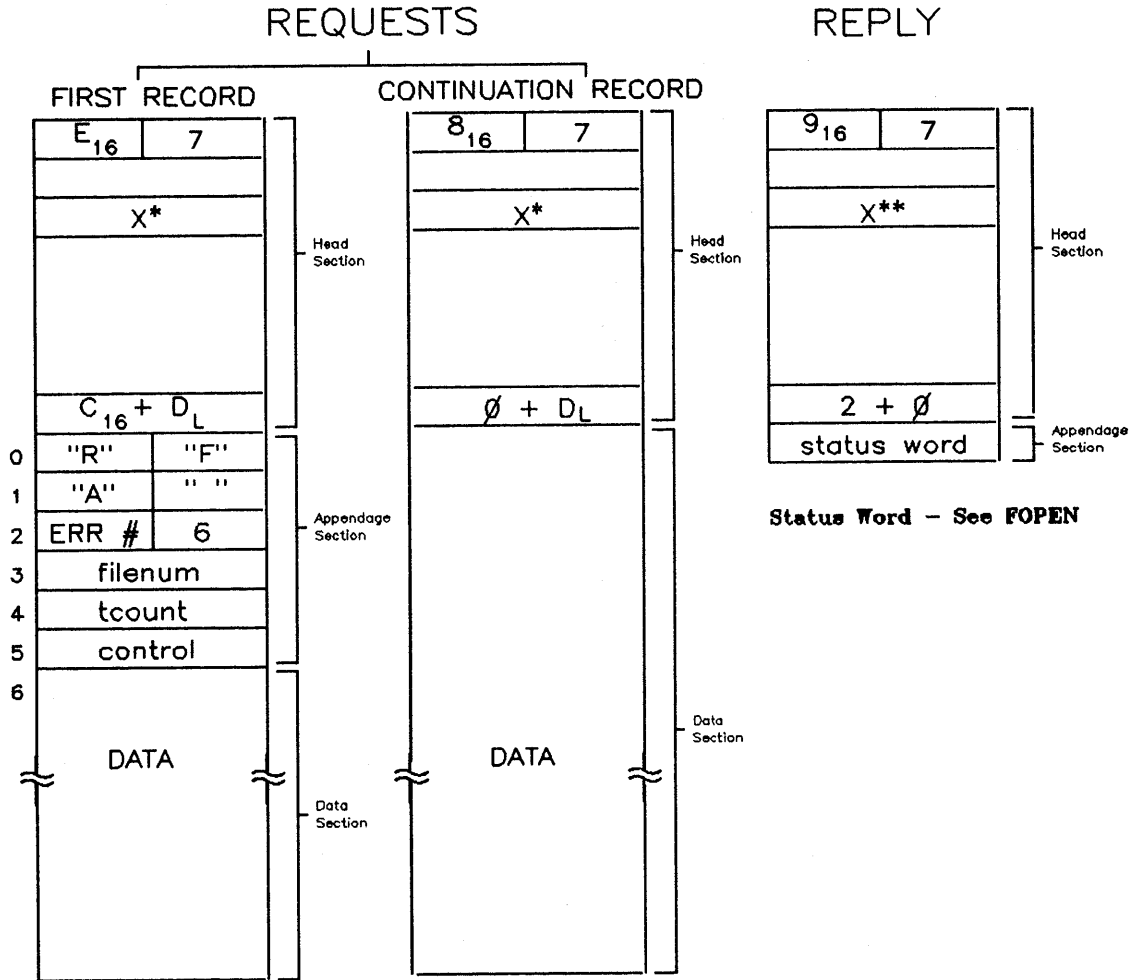 REQUESTS
REPLY
FIRST RECORD
CONTINUATION RECORD
E₁₆ 7
8₁₆ 7
9₁₆ 7
X*
X*
X**
Head
Section
Head
Section
Head
Section
C₁₆ + D_L
Ø + D_L
2 + Ø
0 "R" "F"
status word
Appendage
Section
1 "A" " "
2 ERR # 6
Appendage
Section
Status Word – See FOPEN
3 filenum
4 tcount
5 control
6
DATA
DATA
Data
Section
Data
Section